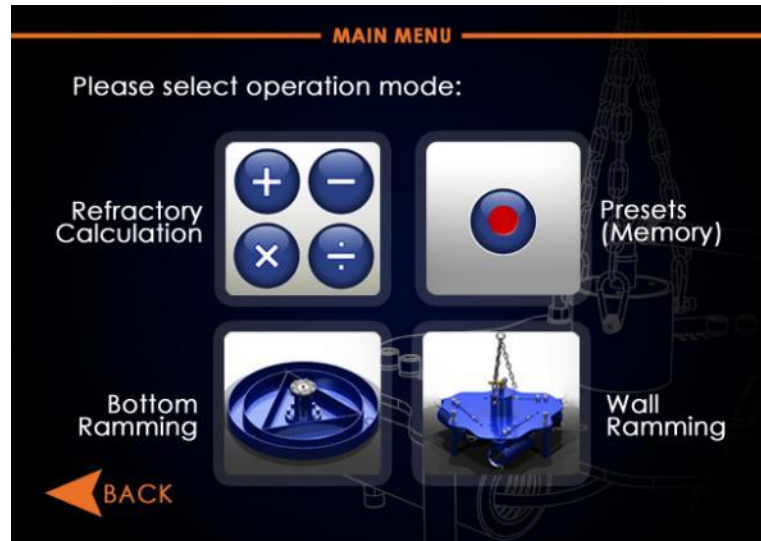 MAIN MENU
Please select operation mode:
Refractory
Calculation
Presets
(Memory)
Bottom
Ramming
Wall
Ramming
BACK